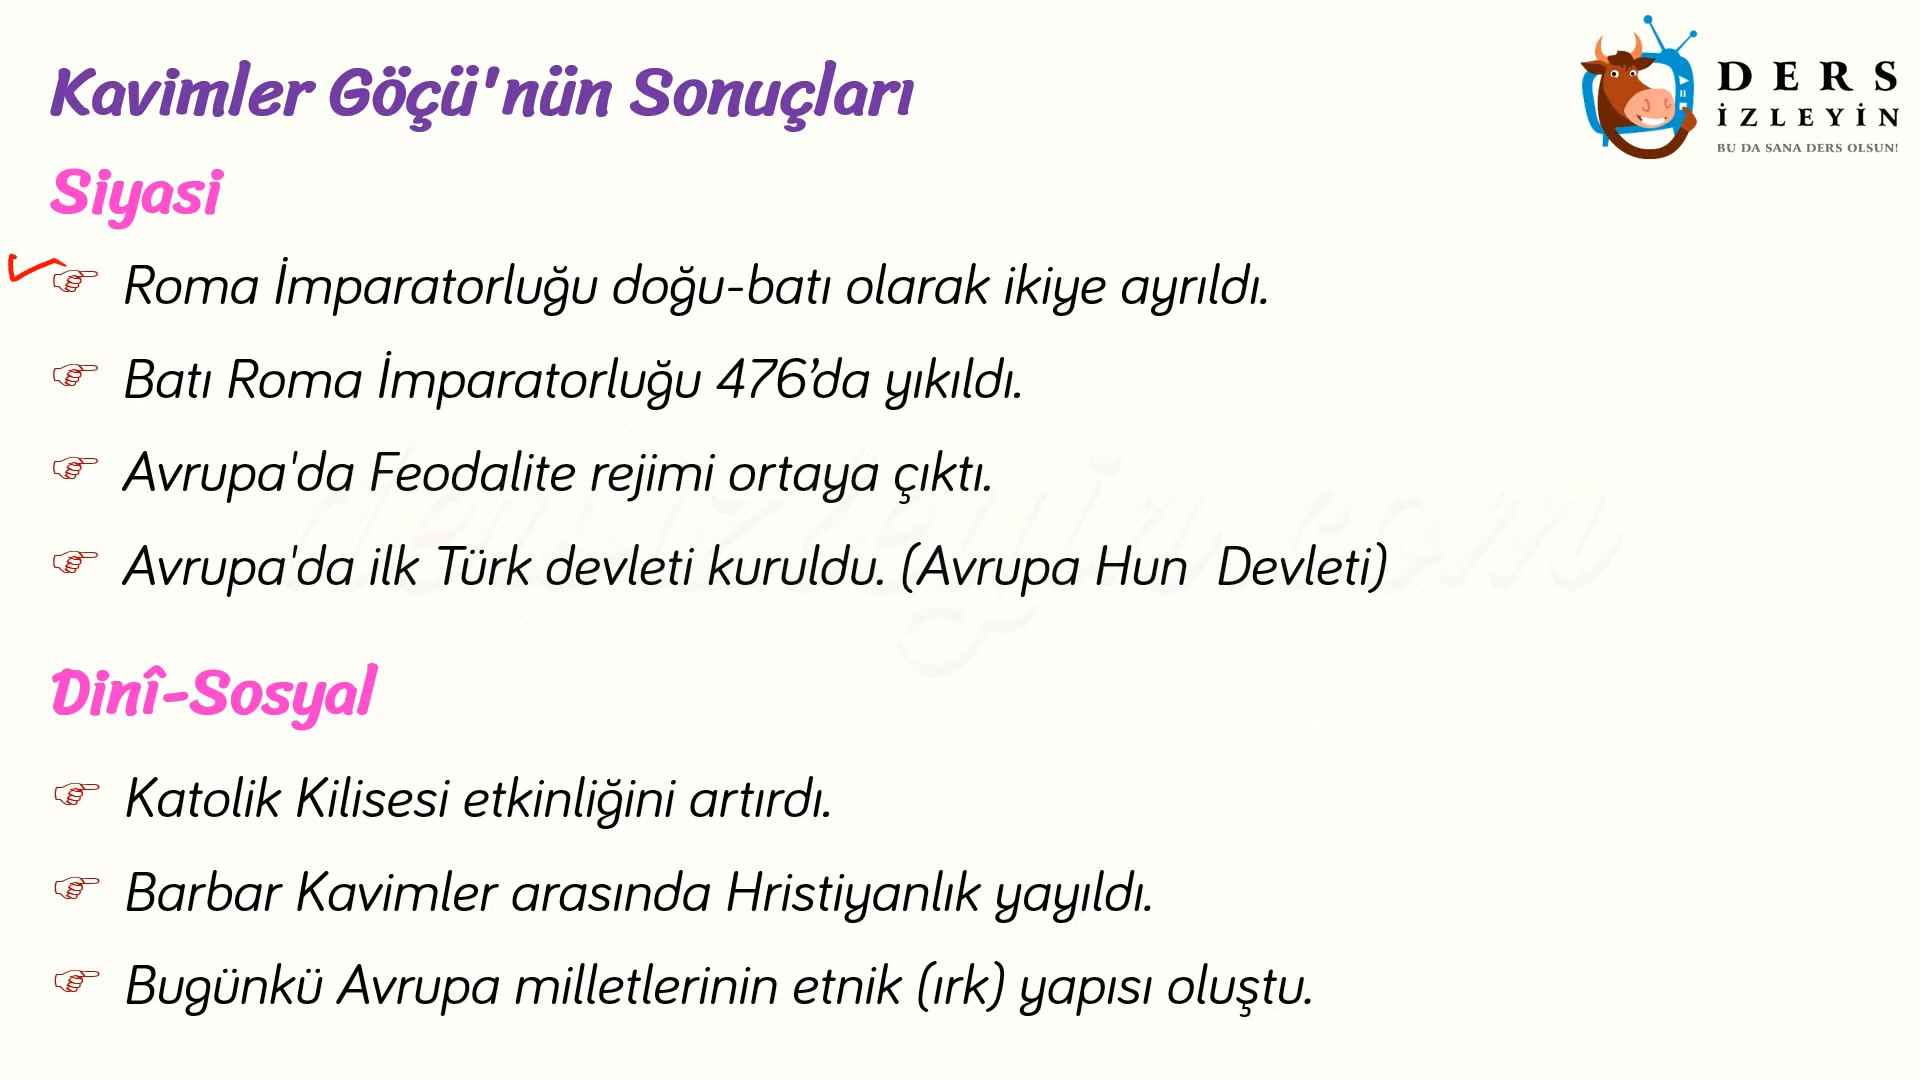 Kavimler Göçü'nün Sonuçları
DERS
İZLEYİN
BU DA SANA DERS OLSUN!
Siyasi
Roma İmparatorluğu doğu-batı olarak ikiye ayrıldı.
Batı Roma İmparatorluğu 476’da yıkıldı.
Avrupa'da Feodalite rejimi ortaya çıktı.
Avrupa'da ilk Türk devleti kuruldu. (Avrupa Hun Devleti)
dersizleyin.com
Dinî-Sosyal
Katolik Kilisesi etkinliğini artırdı.
Barbar Kavimler arasında Hristiyanlık yayıldı.
Bugünkü Avrupa milletlerinin etnik (ırk) yapısı oluştu.